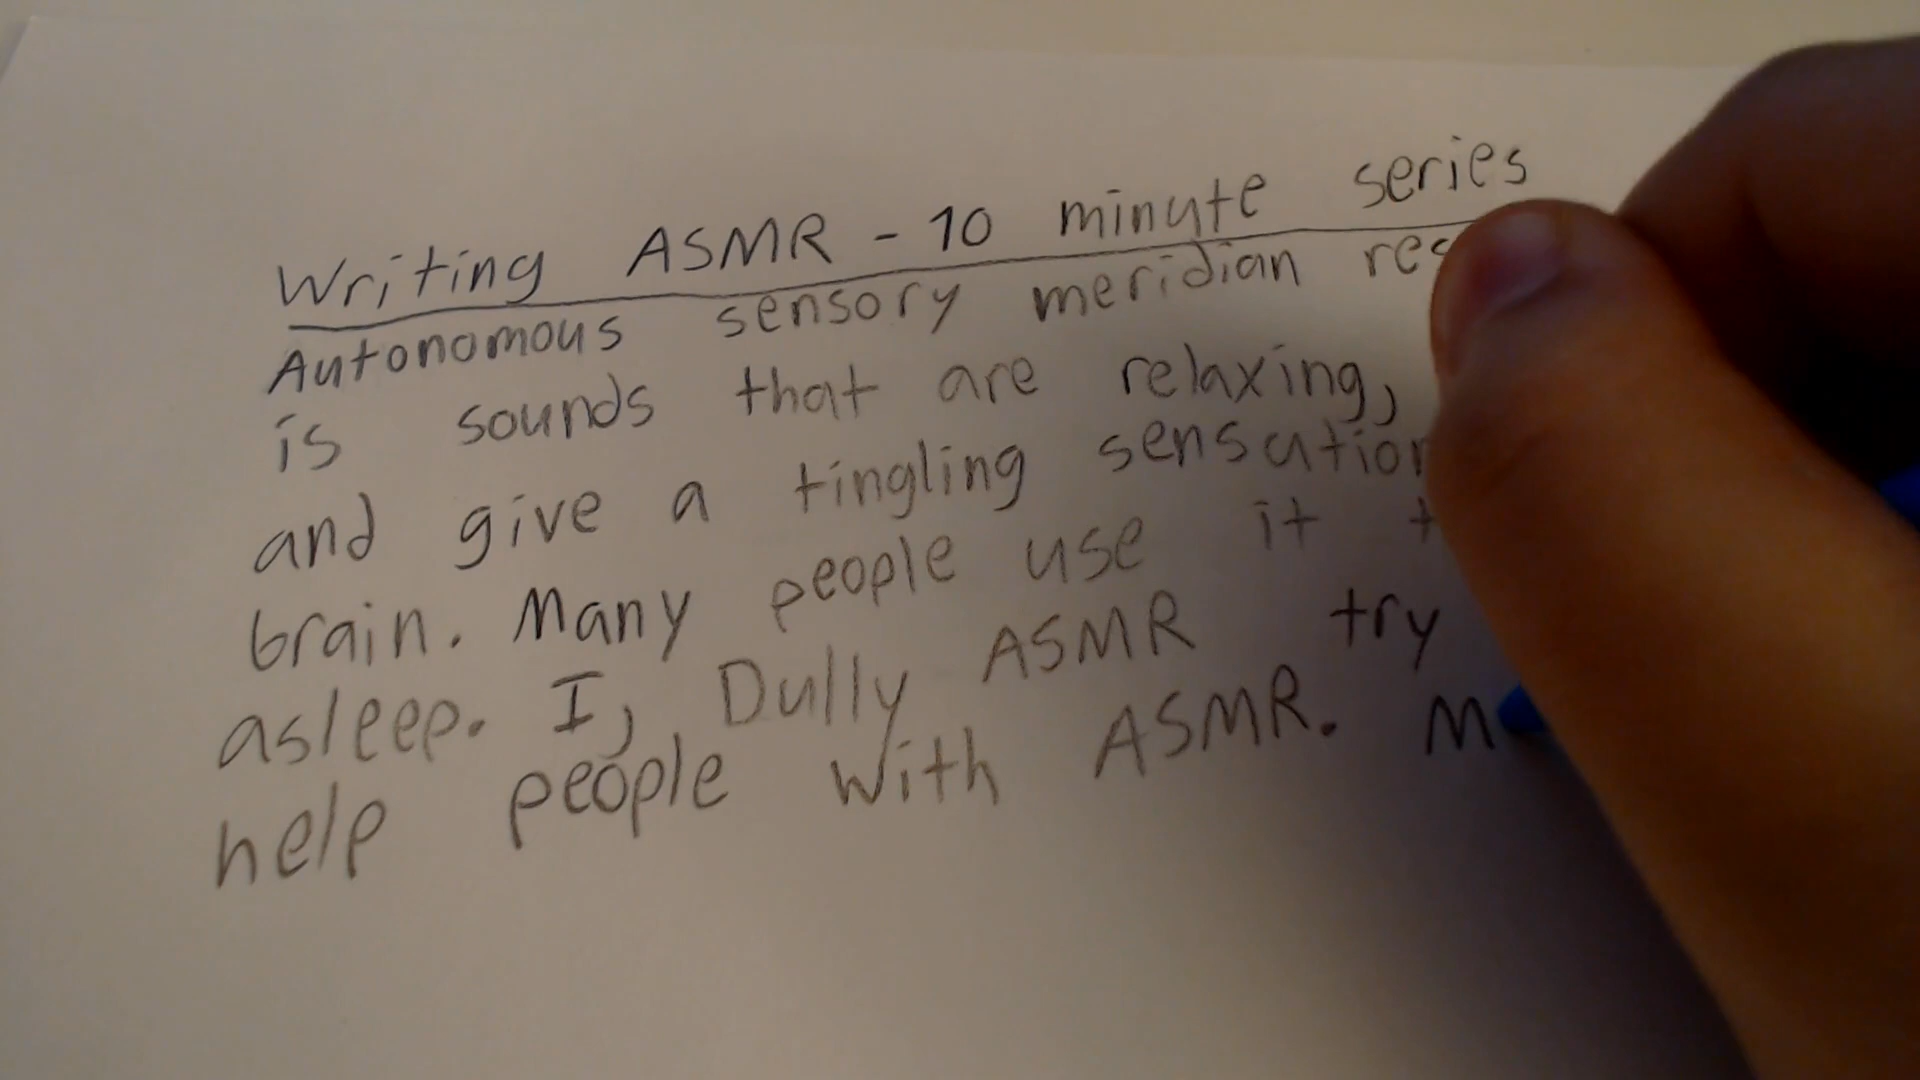 Writing ASMR - 10 minute series
Autonomous sensory meridian
is sounds that are relaxing,
and give a tingling sensation
brain. Many people use it
asleep. I, Dully ASMR try
help people with ASMR.